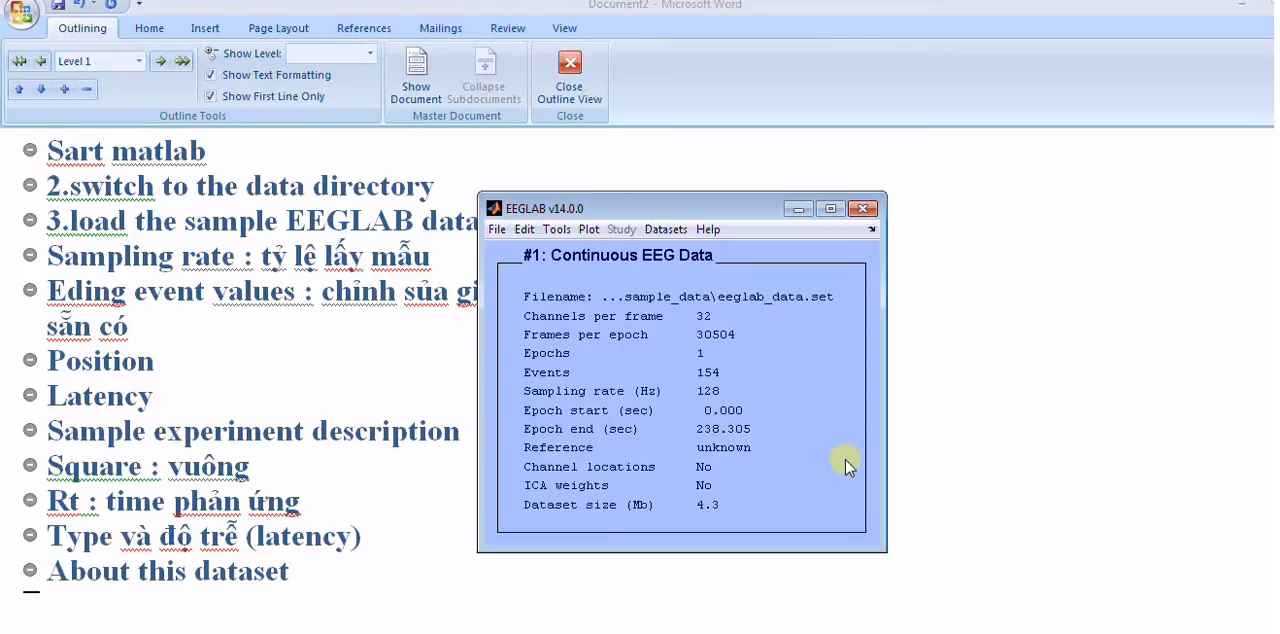 Document2 - Microsoft Word
Outlining Home Insert Page Layout References Mailings Review View
Level 1
Show Level:
Show Text Formatting
Show First Line Only
Outline Tools
Show Document
Collapse Subdocuments
Master Document
Close Outline View
Close
Sart matlab
2.switch to the data directory
3.load the sample EEGLAB data
Sampling rate : tỷ lệ lấy mẫu
Eding event values : chỉnh sủa gi
sẵn có
Position
Latency
Sample experiment description
Square : vuông
Rt : time phản ứng
Type và độ trễ (latency)
About this dataset
EEGLAB v14.0.0
File Edit Tools Plot Study Datasets Help
#1: Continuous EEG Data
Filename: ...sample_data\eeglab_data.set
Channels per frame 32
Frames per epoch 30504
Epochs 1
Events 154
Sampling rate (Hz) 128
Epoch start (sec) 0.000
Epoch end (sec) 238.305
Reference unknown
Channel locations No
ICA weights No
Dataset size (Mb) 4.3